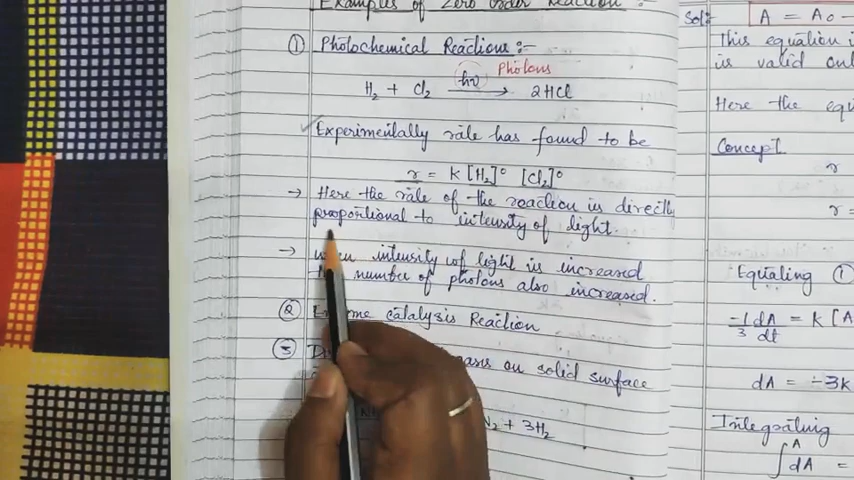 Examples of Zero Order Reaction :-
① Photochemical Reactions :-
Photons
H₂ + Cl₂ hν → 2HCl
Experimentally rate has found to be
r = K [H₂]⁰ [Cl₂]⁰
→ Here the rate of the reaction is directly
proportional to intensity of light.
→ intensity of light is increased
number of photons also increased.
② catalysis Reaction
③ on solid surface
N₂ + 3H₂
Sol:- A = A₀ -
This equation
is valid
Here the
Concept
r
r =
Equating ①
-1/3 dA/dt = K [A
dA = -3K
Integrating
∫ᴬ dA =